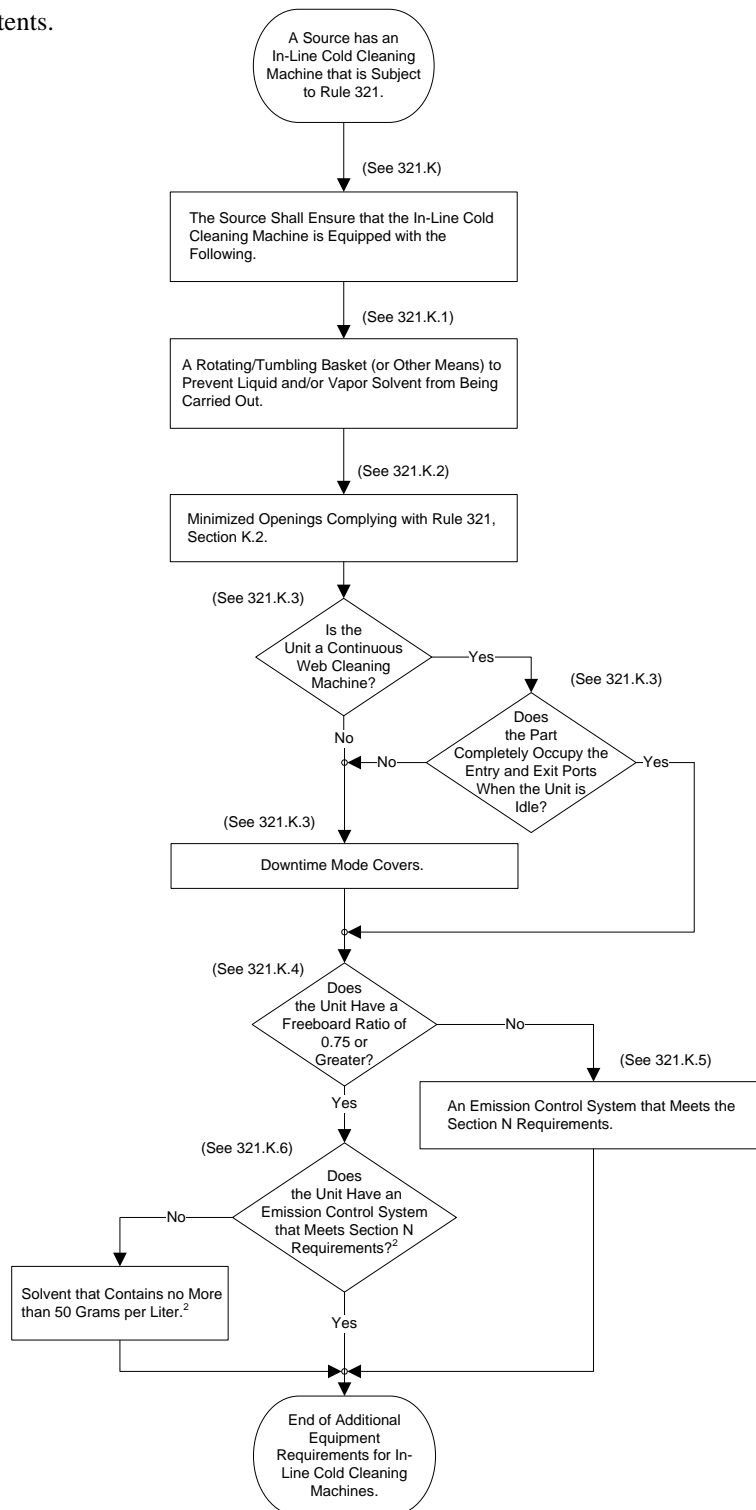 tents.
A Source has an
In-Line Cold Cleaning
Machine that is Subject
to Rule 321.
(See 321.K)
The Source Shall Ensure that the In-Line Cold
Cleaning Machine is Equipped with the
Following.
(See 321.K.1)
A Rotating/Tumbling Basket (or Other Means) to
Prevent Liquid and/or Vapor Solvent from Being
Carried Out.
(See 321.K.2)
Minimized Openings Complying with Rule 321,
Section K.2.
(See 321.K.3)
Is the
Unit a Continuous
Web Cleaning
Machine?
Yes
(See 321.K.3)
No
Does
the Part
Completely Occupy the
Entry and Exit Ports
When the Unit is
Idle?
No
Yes
(See 321.K.3)
Downtime Mode Covers.
(See 321.K.4)
Does
the Unit Have a
Freeboard Ratio of
0.75 or
Greater?
No
(See 321.K.5)
Yes
An Emission Control System that Meets the
Section N Requirements.
(See 321.K.6)
Does
the Unit Have an
Emission Control System
that Meets Section N
Requirements?²
No
Solvent that Contains no More
than 50 Grams per Liter.²
Yes
End of Additional
Equipment
Requirements for In-
Line Cold Cleaning
Machines.